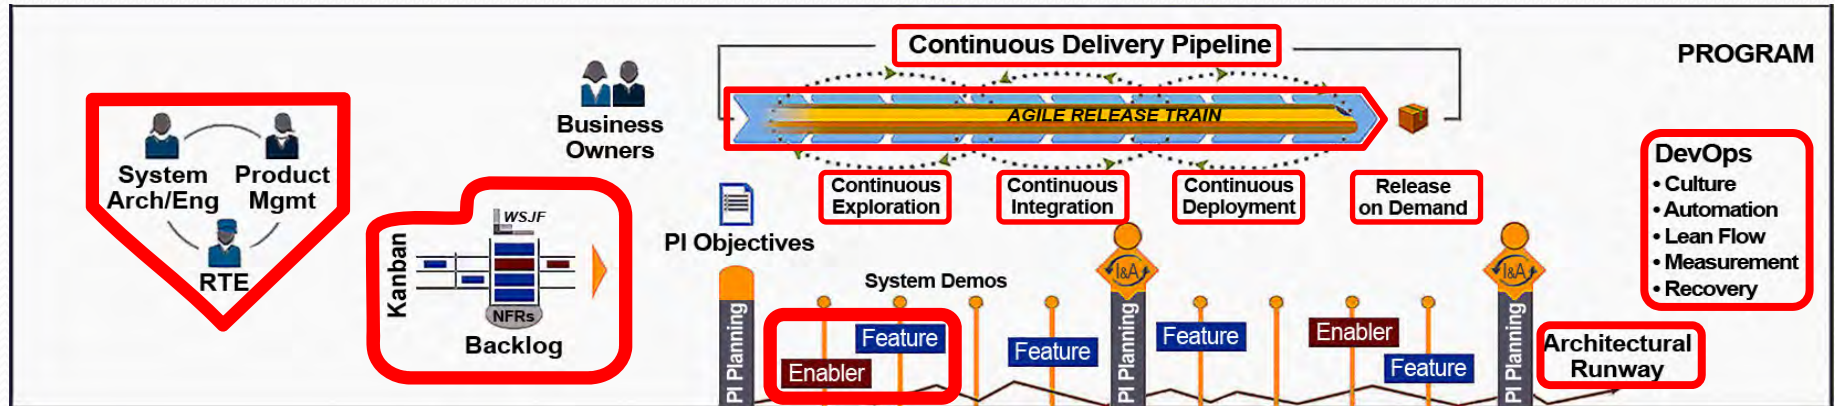 PROGRAM
Continuous Delivery Pipeline
AGILE RELEASE TRAIN
Business
Owners
System
Arch/Eng
Product
Mgmt
RTE
Kanban
WSJF
NFRs
Backlog
PI Objectives
Continuous
Exploration
Continuous
Integration
Continuous
Deployment
Release
on Demand
DevOps
• Culture
• Automation
• Lean Flow
• Measurement
• Recovery
System Demos
I&A
I&A
PI Planning
Enabler
Feature
Feature
PI Planning
Feature
Enabler
Feature
PI Planning
Architectural
Runway